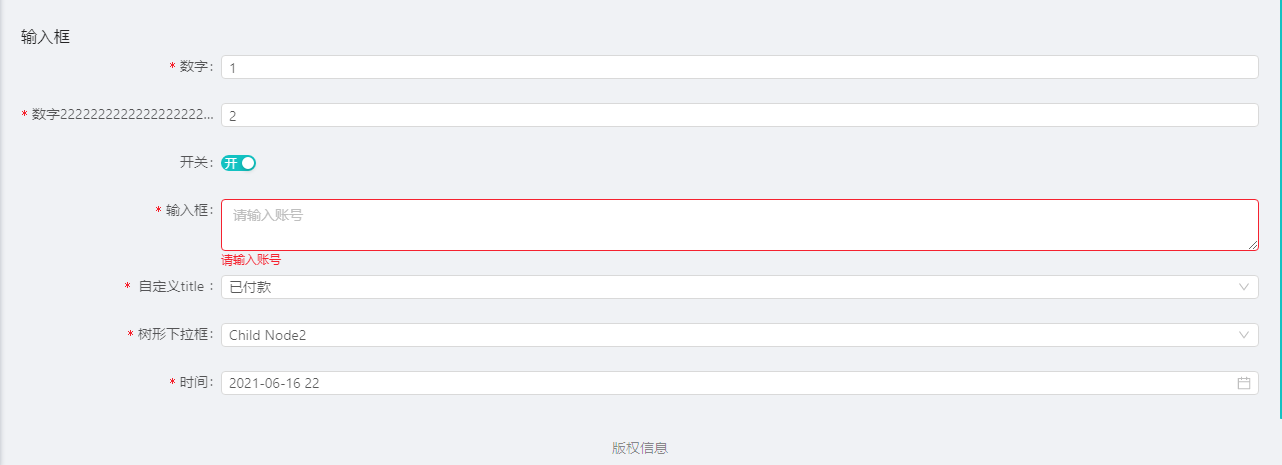 输入框
* 数字: 1
* 数字2222222222222222222... 2
开关: 开
* 输入框: 请输入账号
请输入账号
* 自定义title : 已付款
* 树形下拉框: Child Node2
* 时间: 2021-06-16 22
版权信息